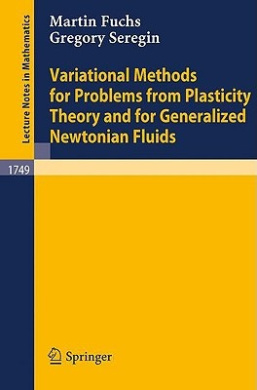 Martin Fuchs
Gregory Seregin
Variational Methods
for Problems from Plasticity
Theory and for Generalized
Newtonian Fluids
Lecture Notes in Mathematics
1749
Springer